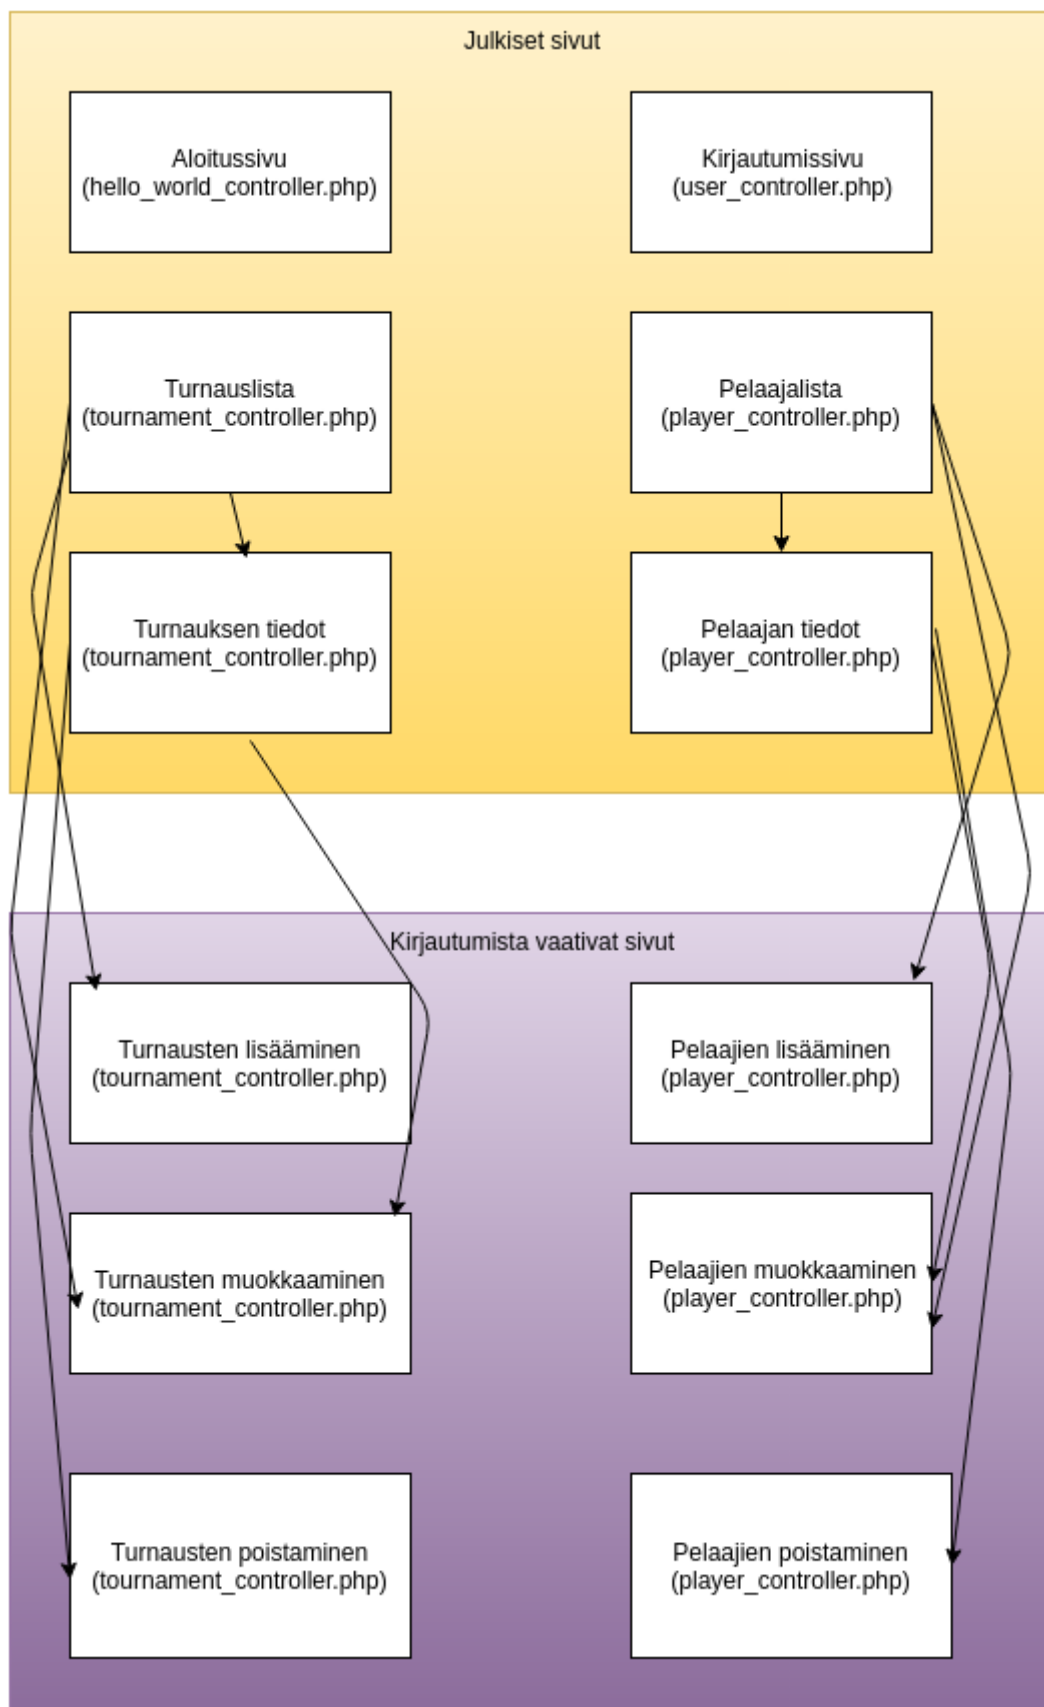 Julkiset sivut
Aloitussivu
(hello_world_controller.php)
Kirjautumissivu
(user_controller.php)
Turnauslista
(tournament_controller.php)
Pelaajalista
(player_controller.php)
Turnauksen tiedot
(tournament_controller.php)
Pelaajan tiedot
(player_controller.php)
Kirjautumista vaativat sivut
Turnausten lisääminen
(tournament_controller.php)
Pelaajien lisääminen
(player_controller.php)
Turnausten muokkaaminen
(tournament_controller.php)
Pelaajien muokkaaminen
(player_controller.php)
Turnausten poistaminen
(tournament_controller.php)
Pelaajien poistaminen
(player_controller.php)